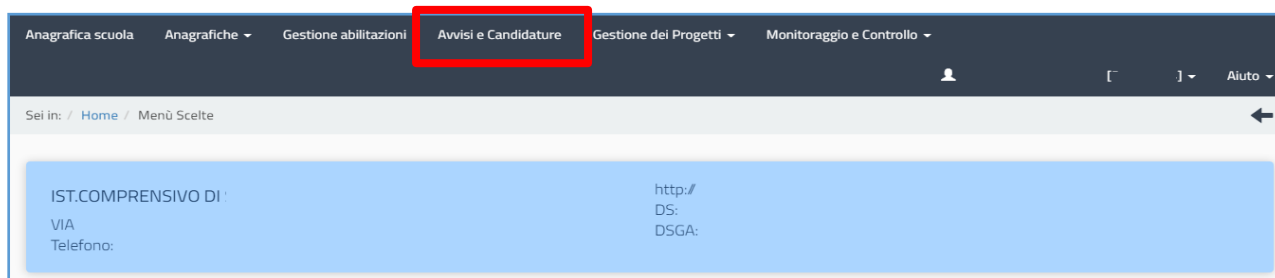 Anagrafica scuola Anagrafiche Gestione abilitazioni Avvisi e Candidature Gestione dei Progetti Monitoraggio e Controllo
[ ] Aiuto
Sei in: / Home / Menù Scelte
IST.COMPRENSIVO DI
http://
VIA
DS:
Telefono:
DSGA: